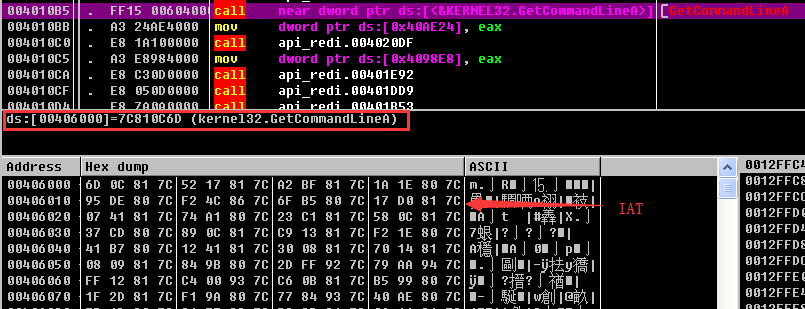 004010B5 . FF15 00604000 call near dword ptr ds:[<&KERNEL32.GetCommandLineA>] GetCommandLineA
004010BB . A3 24AE4000 mov dword ptr ds:[0x40AE24], eax
004010C0 . E8 1A100000 call api_redi.004020DF
004010C5 . A3 E8984000 mov dword ptr ds:[0x4098E8], eax
004010CA . E8 C30D0000 call api_redi.00401E92
004010CF . E8 050D0000 call api_redi.00401DD9
004010D4 . E8 7A0A0000 call api_redi.00401B53
ds:[00406000]=7C810C6D (kernel32.GetCommandLineA)
Address Hex dump ASCII
00406000 6D 0C 81 7C 52 17 81 7C A2 BF 81 7C 1A 1E 80 7C
00406010 95 DE 80 7C F2 4C 86 7C 6F B5 80 7C 17 D0 81 7C
00406020 07 41 81 7C 74 A1 80 7C 23 C1 81 7C 58 0C 81 7C
00406030 37 CD 80 7C 89 0C 81 7C C9 13 81 7C F2 1E 80 7C
00406040 41 B7 80 7C 12 41 81 7C 30 08 81 7C 70 14 81 7C
00406050 08 09 81 7C 84 9B 80 7C 2D FF 92 7C 79 AA 94 7C
00406060 FF 12 81 7C C4 00 93 7C C6 0B 81 7C B5 99 80 7C
00406070 1F 2D 81 7C F1 9A 80 7C 77 84 93 7C 40 AE 80 7C
IAT
0012FFC4
0012FFC8
0012FFCC
0012FFD0
0012FFD4
0012FFD8
0012FFDC
0012FFE0
0012FFE4